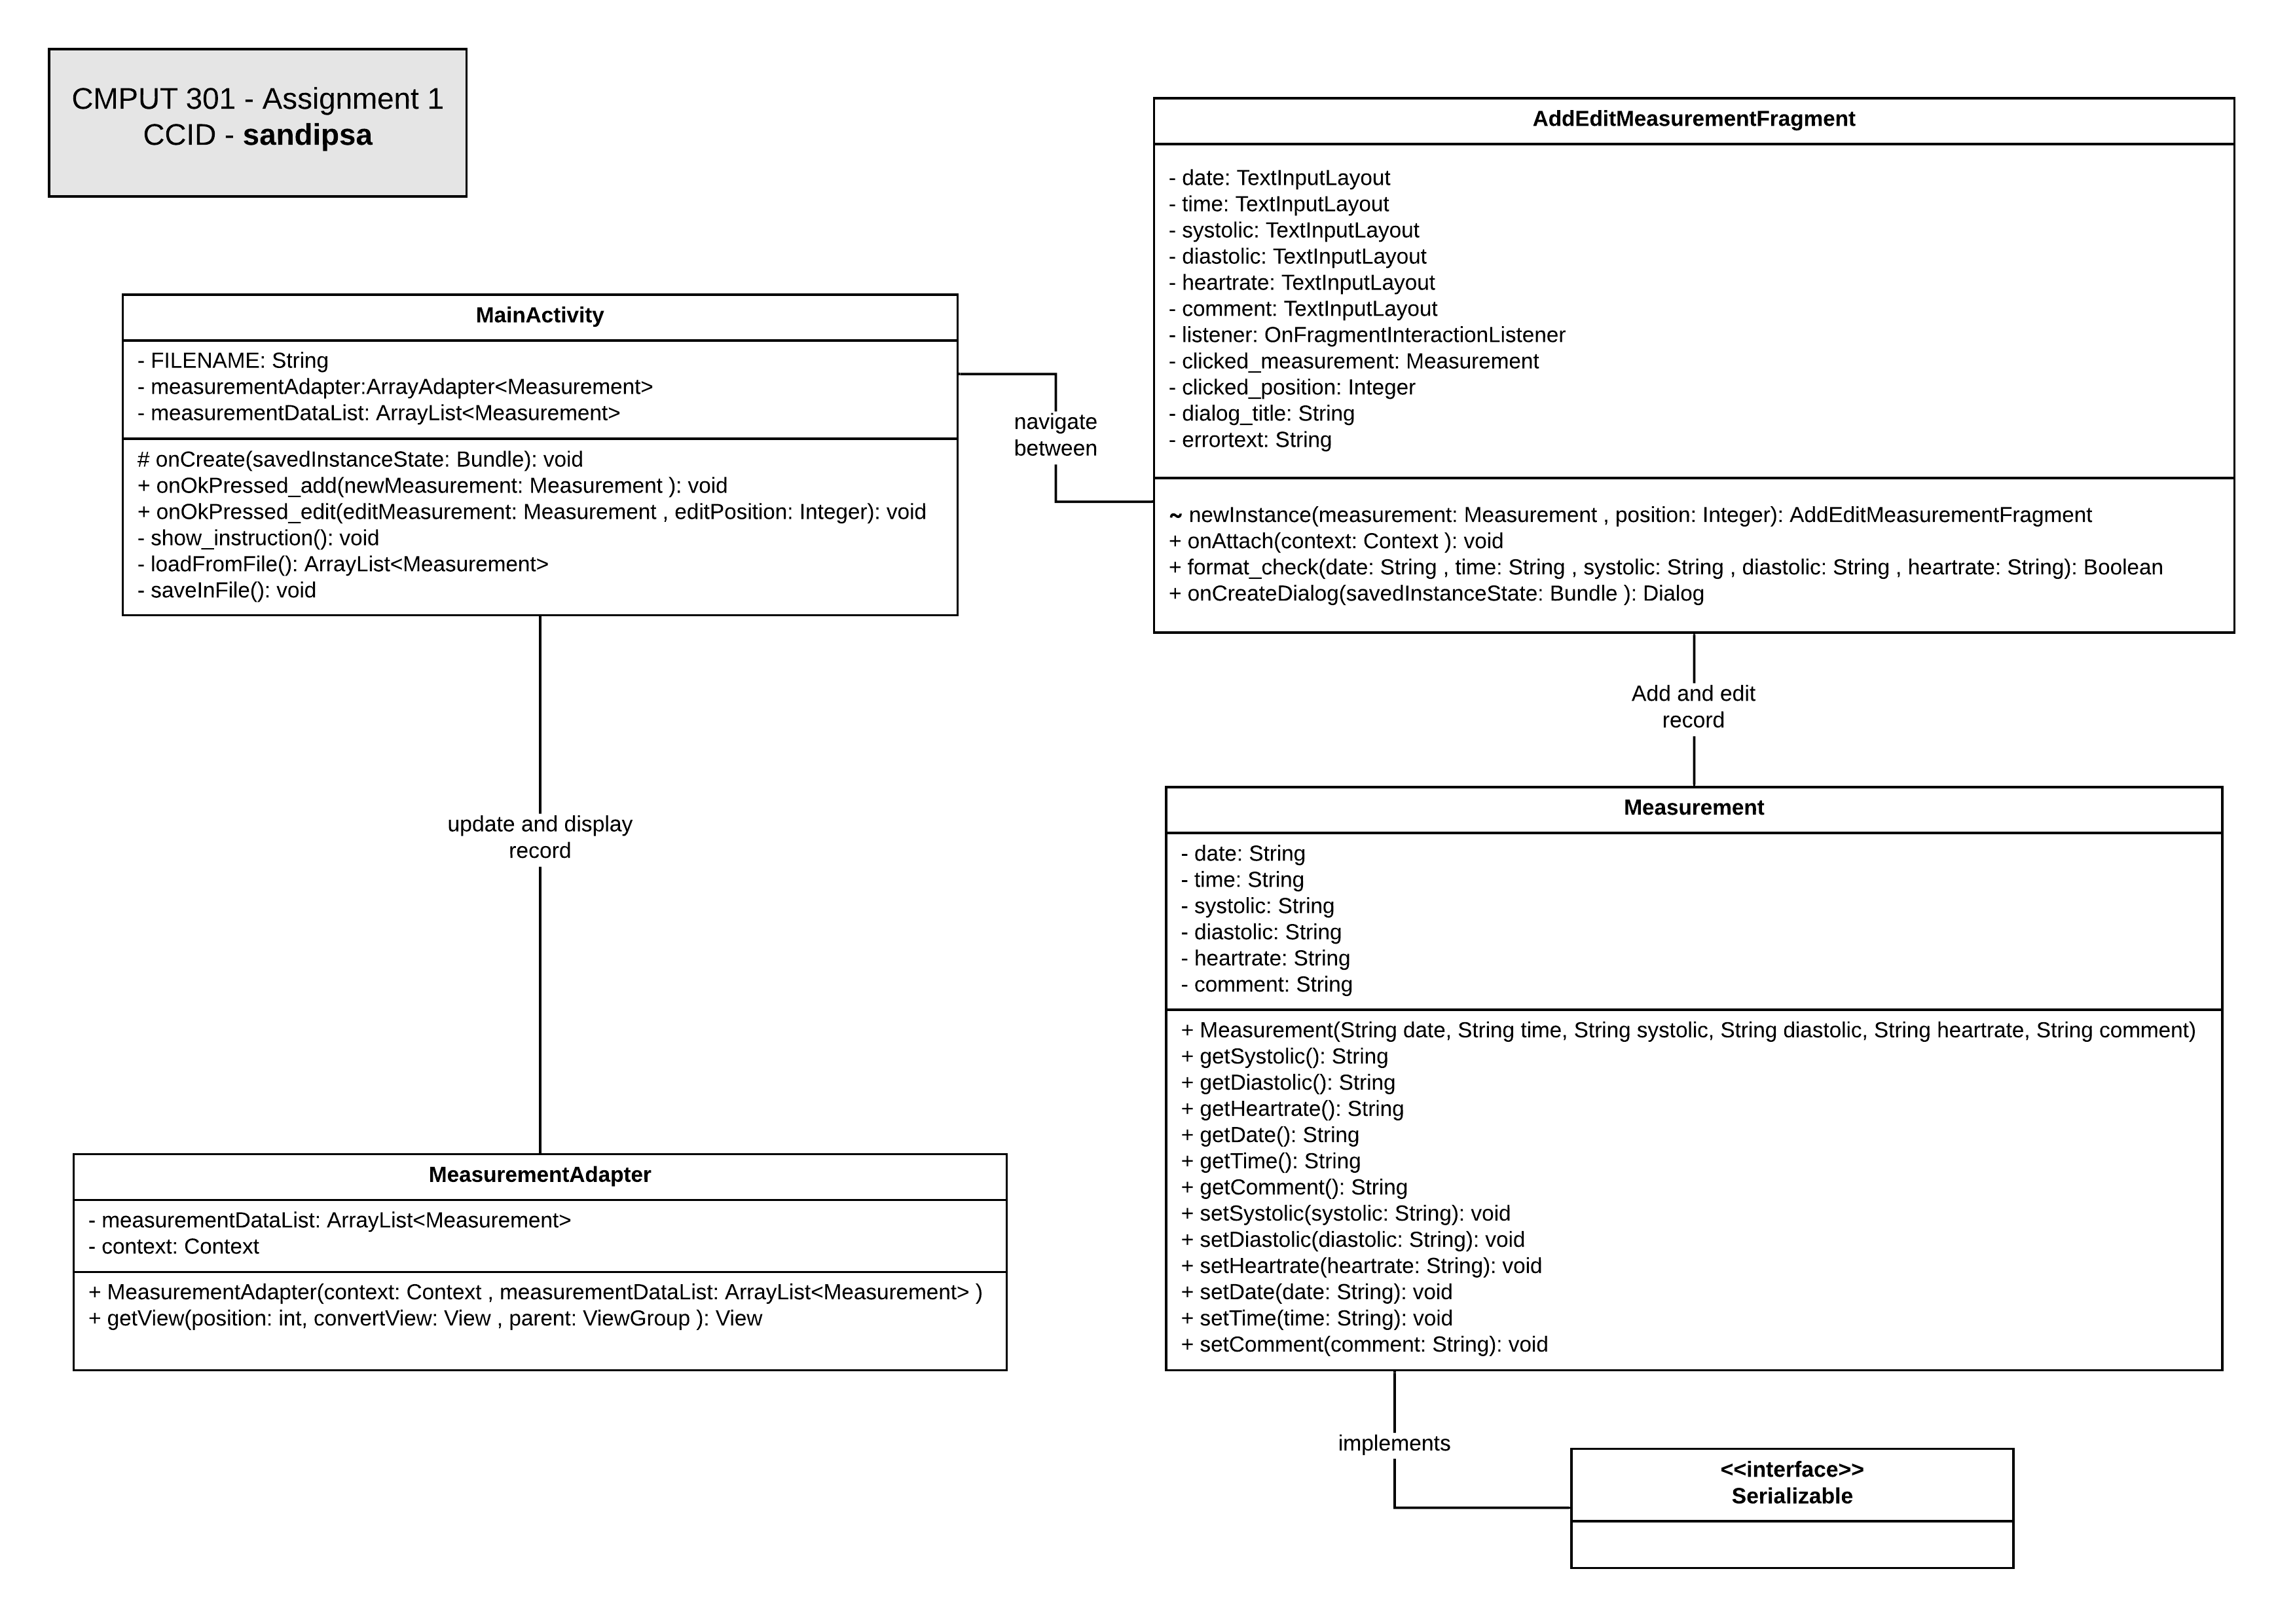 CMPUT 301 - Assignment 1
CCID - sandipsa
MainActivity
- FILENAME: String
- measurementAdapter:ArrayAdapter<Measurement>
- measurementDataList: ArrayList<Measurement>
# onCreate(savedInstanceState: Bundle): void
+ onOkPressed_add(newMeasurement: Measurement ): void
+ onOkPressed_edit(editMeasurement: Measurement , editPosition: Integer): void
- show_instruction(): void
- loadFromFile(): ArrayList<Measurement>
- saveInFile(): void
navigate
between
AddEditMeasurementFragment
- date: TextInputLayout
- time: TextInputLayout
- systolic: TextInputLayout
- diastolic: TextInputLayout
- heartrate: TextInputLayout
- comment: TextInputLayout
- listener: OnFragmentInteractionListener
- clicked_measurement: Measurement
- clicked_position: Integer
- dialog_title: String
- errortext: String
~ newInstance(measurement: Measurement , position: Integer): AddEditMeasurementFragment
+ onAttach(context: Context ): void
+ format_check(date: String , time: String , systolic: String , diastolic: String , heartrate: String): Boolean
+ onCreateDialog(savedInstanceState: Bundle ): Dialog
Add and edit
record
update and display
record
Measurement
- date: String
- time: String
- systolic: String
- diastolic: String
- heartrate: String
- comment: String
+ Measurement(String date, String time, String systolic, String diastolic, String heartrate, String comment)
+ getSystolic(): String
+ getDiastolic(): String
+ getHeartrate(): String
+ getDate(): String
+ getTime(): String
+ getComment(): String
+ setSystolic(systolic: String): void
+ setDiastolic(diastolic: String): void
+ setHeartrate(heartrate: String): void
+ setDate(date: String): void
+ setTime(time: String): void
+ setComment(comment: String): void
MeasurementAdapter
- measurementDataList: ArrayList<Measurement>
- context: Context
+ MeasurementAdapter(context: Context , measurementDataList: ArrayList<Measurement> )
+ getView(position: int, convertView: View , parent: ViewGroup ): View
implements
<<interface>>
Serializable